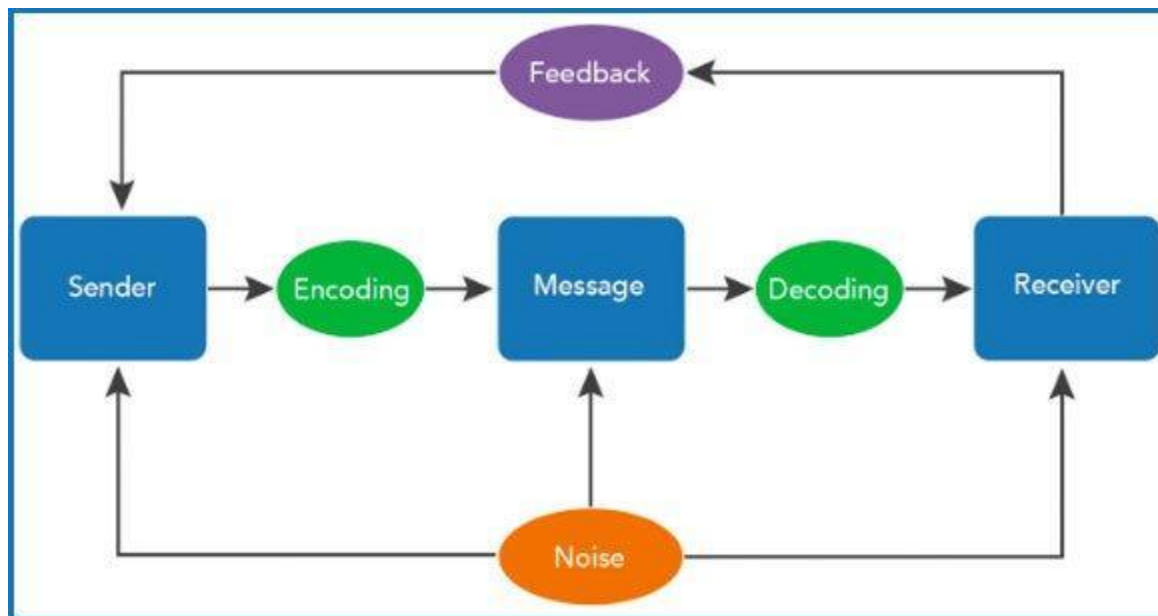 Feedback
Sender
Encoding
Message
Decoding
Receiver
Noise